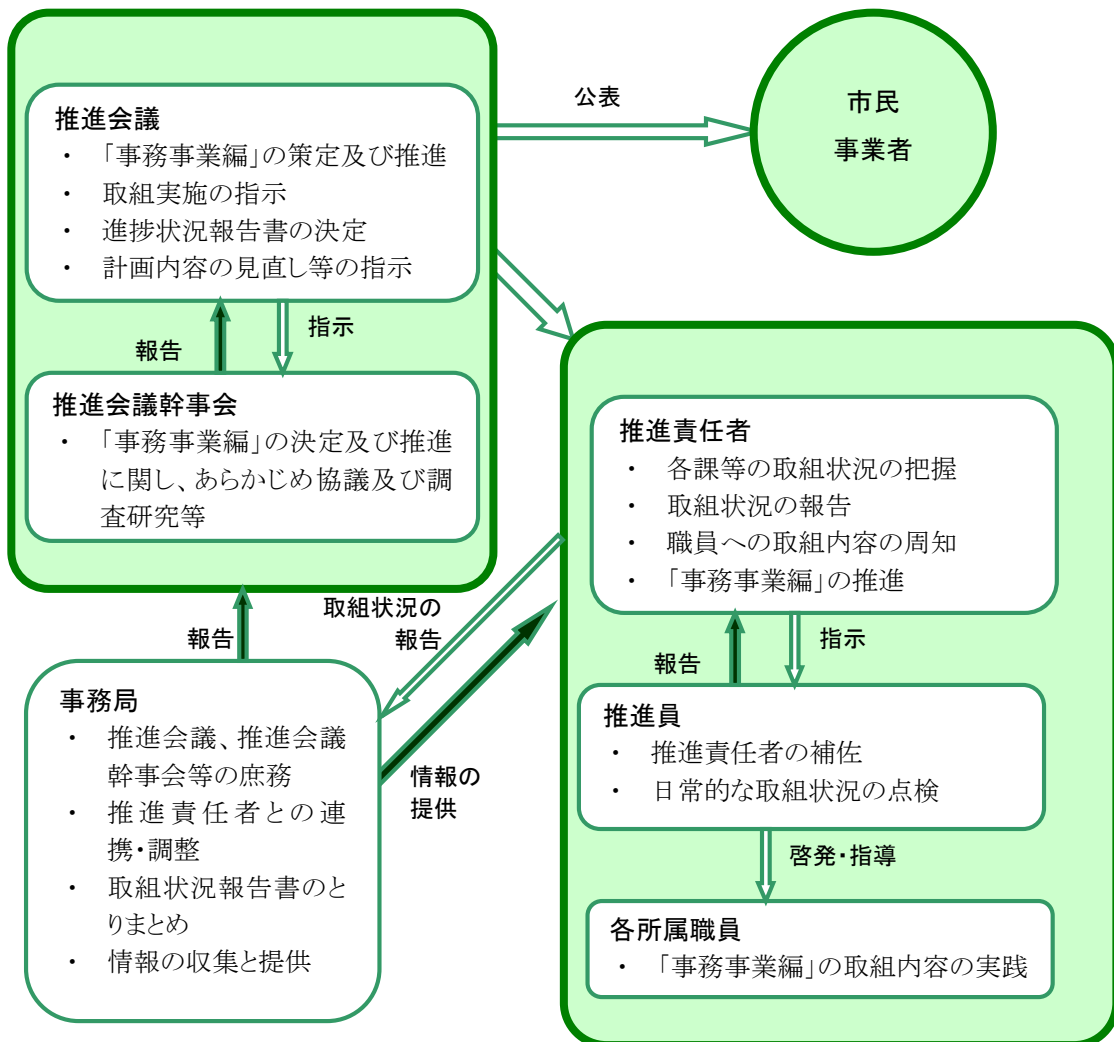 推進会議
・ 「事務事業編」の策定及び推進
・ 取組実施の指示
・ 進捗状況報告書の決定
・ 計画内容の見直し等の指示
公表
市民
事業者
報告
指示
推進会議幹事会
・ 「事務事業編」の決定及び推進
に関し、あらかじめ協議及び調
査研究等
報告
事務局
・ 推進会議、推進会議
幹事会等の庶務
・ 推進責任者との連
携・調整
・ 取組状況報告書のと
りまとめ
・ 情報の収集と提供
取組状況の
報告
情報の
提供
推進責任者
・ 各課等の取組状況の把握
・ 取組状況の報告
・ 職員への取組内容の周知
・ 「事務事業編」の推進
報告
指示
推進員
・ 推進責任者の補佐
・ 日常的な取組状況の点検
啓発・指導
各所属職員
・ 「事務事業編」の取組内容の実践